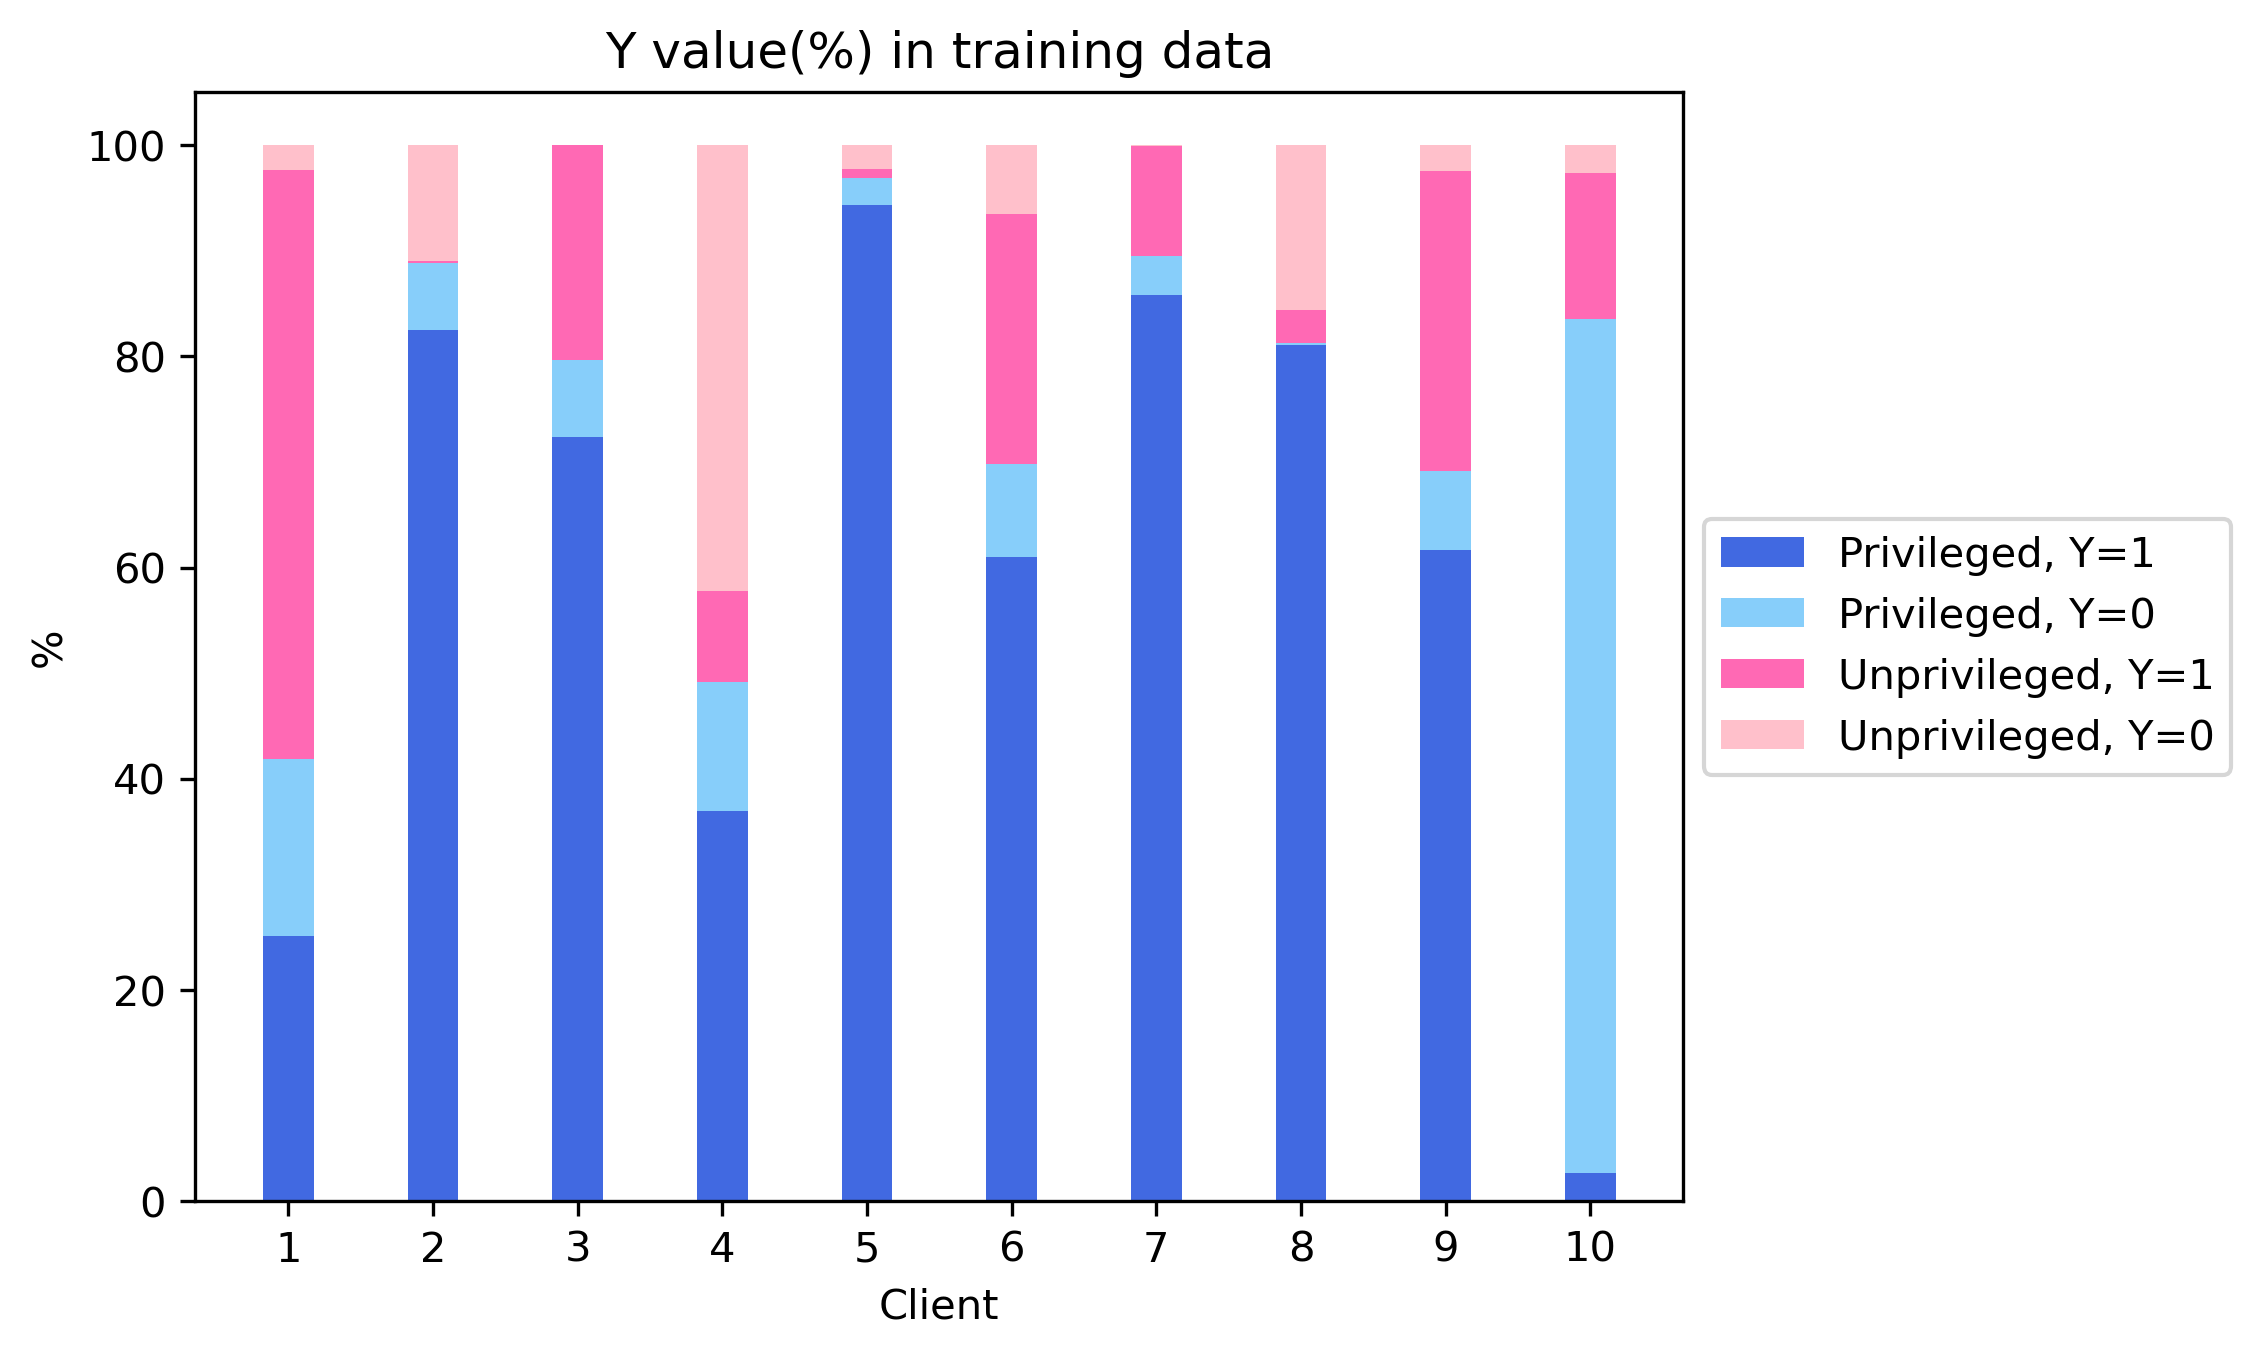 Y value(%) in training data
100
80
60
40
20
0
%
1 2 3 4 5 6 7 8 9 10
Client
Privileged, Y=1
Privileged, Y=0
Unprivileged, Y=1
Unprivileged, Y=0